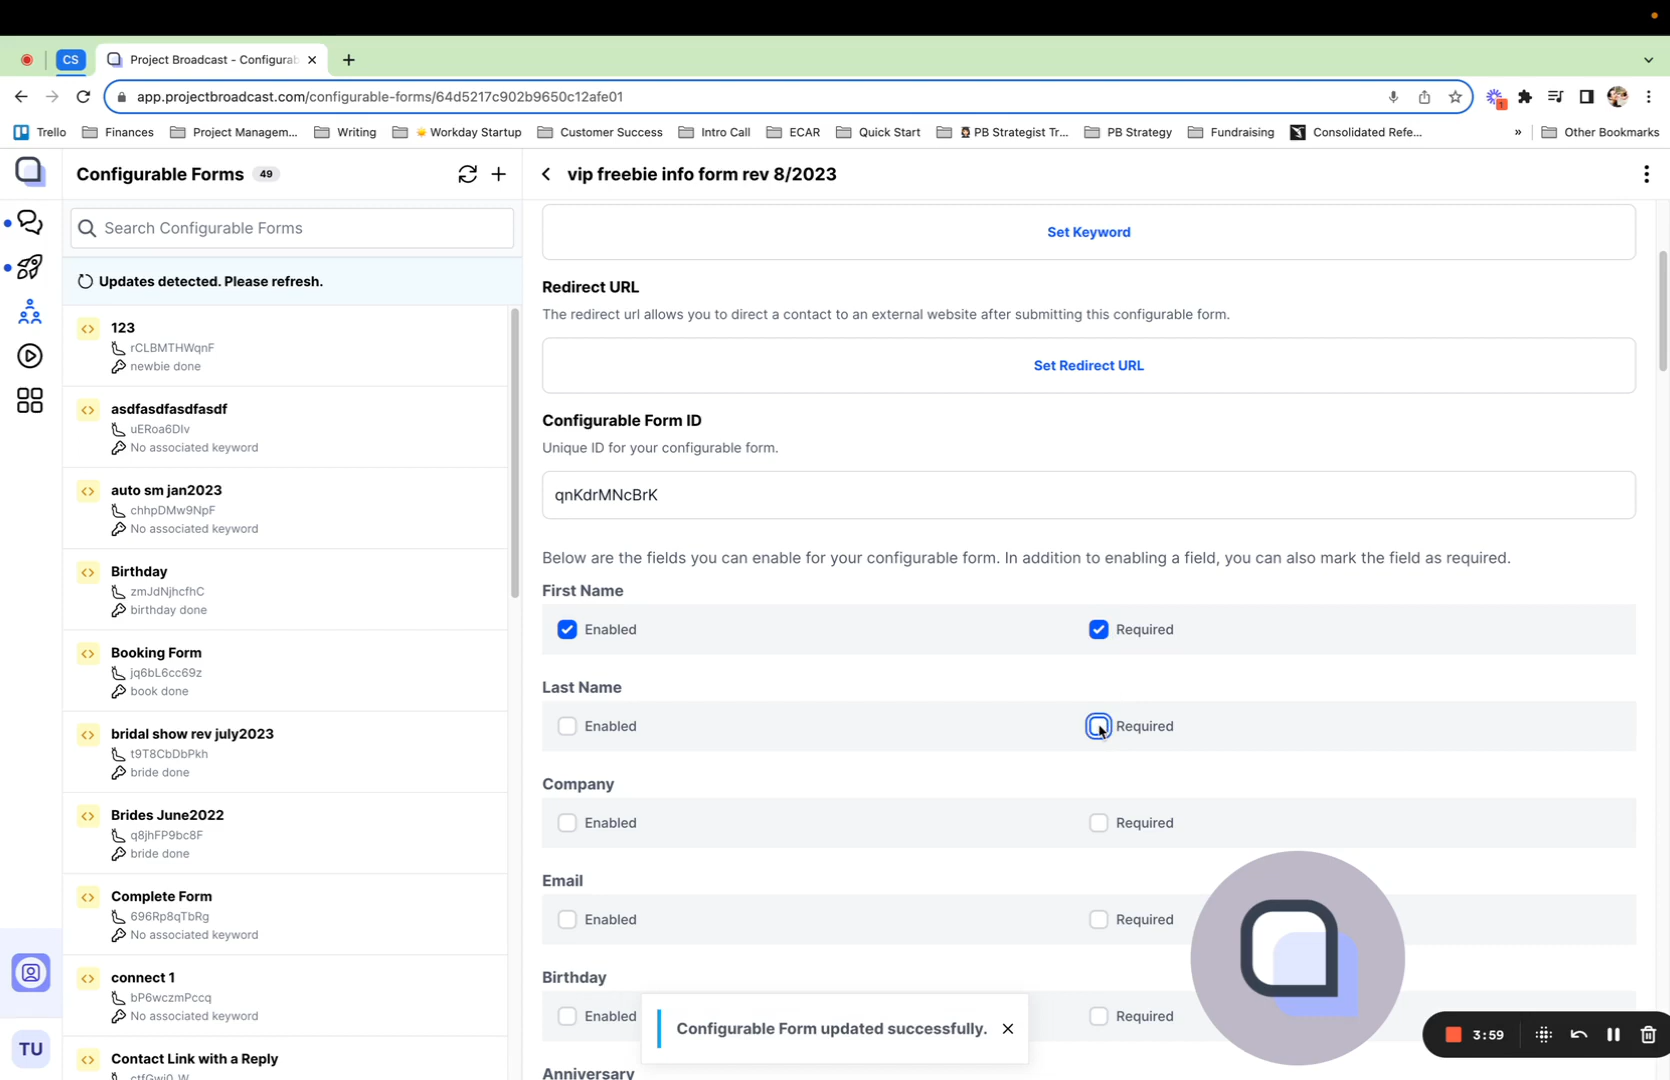 CS
Project Broadcast - Configurab
app.projectbroadcast.com/configurable-forms/64d5217c902b9650c12afe01
1
Trello
Finances
Project Managem...
Writing
Workday Startup
Customer Success
Intro Call
ECAR
Quick Start
PB Strategist Tr...
PB Strategy
Fundraising
Consolidated Refe...
»
Other Bookmarks
Configurable Forms 49
Search Configurable Forms
Updates detected. Please refresh.
123
rCLBMTHWqnF
newbie done
asdfasdfasdfasdf
uERoa6DIv
No associated keyword
auto sm jan2023
chhpDMw9NpF
No associated keyword
Birthday
zmJdNjhcfhC
birthday done
Booking Form
jq6bL6cc69z
book done
bridal show rev july2023
t9T8CbDbPkh
bride done
Brides June2022
q8jhFP9bc8F
bride done
Complete Form
696Rp8qTbRg
No associated keyword
connect 1
bP6wczmPccq
No associated keyword
Contact Link with a Reply
TU
vip freebie info form rev 8/2023
Set Keyword
Redirect URL
The redirect url allows you to direct a contact to an external website after submitting this configurable form.
Set Redirect URL
Configurable Form ID
Unique ID for your configurable form.
qnKdrMNcBrK
Below are the fields you can enable for your configurable form. In addition to enabling a field, you can also mark the field as required.
First Name
Enabled Required
Last Name
Enabled Required
Company
Enabled Required
Email
Enabled Required
Birthday
Enabled Required
Anniversary
Configurable Form updated successfully.
3:59